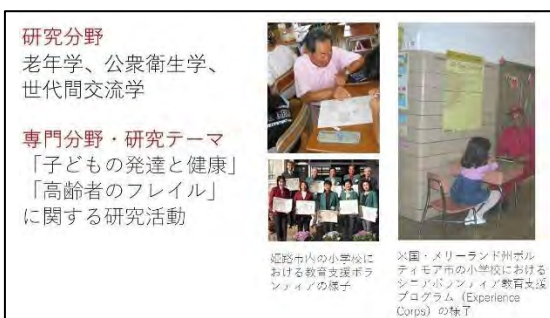 研究分野
老年学、公衆衛生学、
世代間交流学
専門分野・研究テーマ
「子どもの発達と健康」
「高齢者のフレイル」
に関する研究活動
姫路市内の小学校に
おける教育支援ボラ
ンティアの様子
米国・メリーランド州ボル
ティモア市の小学校における
シニアボランティア教育支援
プログラム（Experience
Corps）の様子